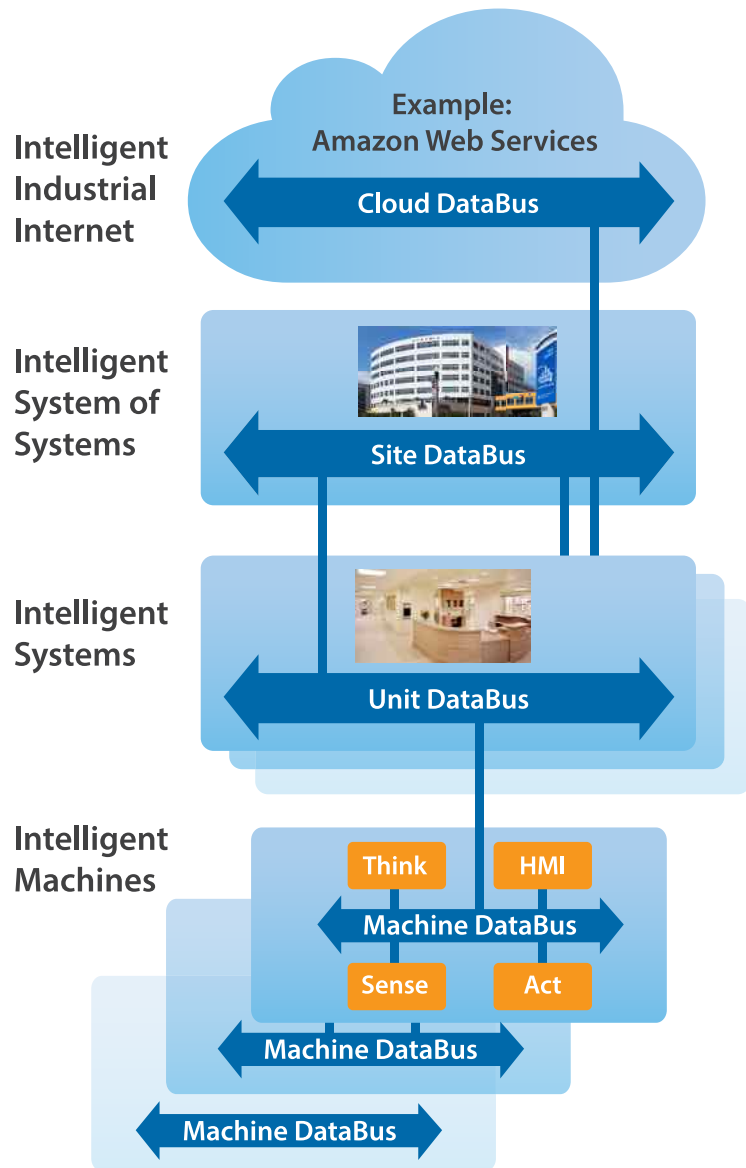 Example:
Amazon Web Services
Intelligent
Industrial
Internet
Cloud DataBus
Intelligent
System of
Systems
Site DataBus
Intelligent
Systems
Unit DataBus
Intelligent
Machines
Think
HMI
Machine DataBus
Sense
Act
Machine DataBus
Machine DataBus